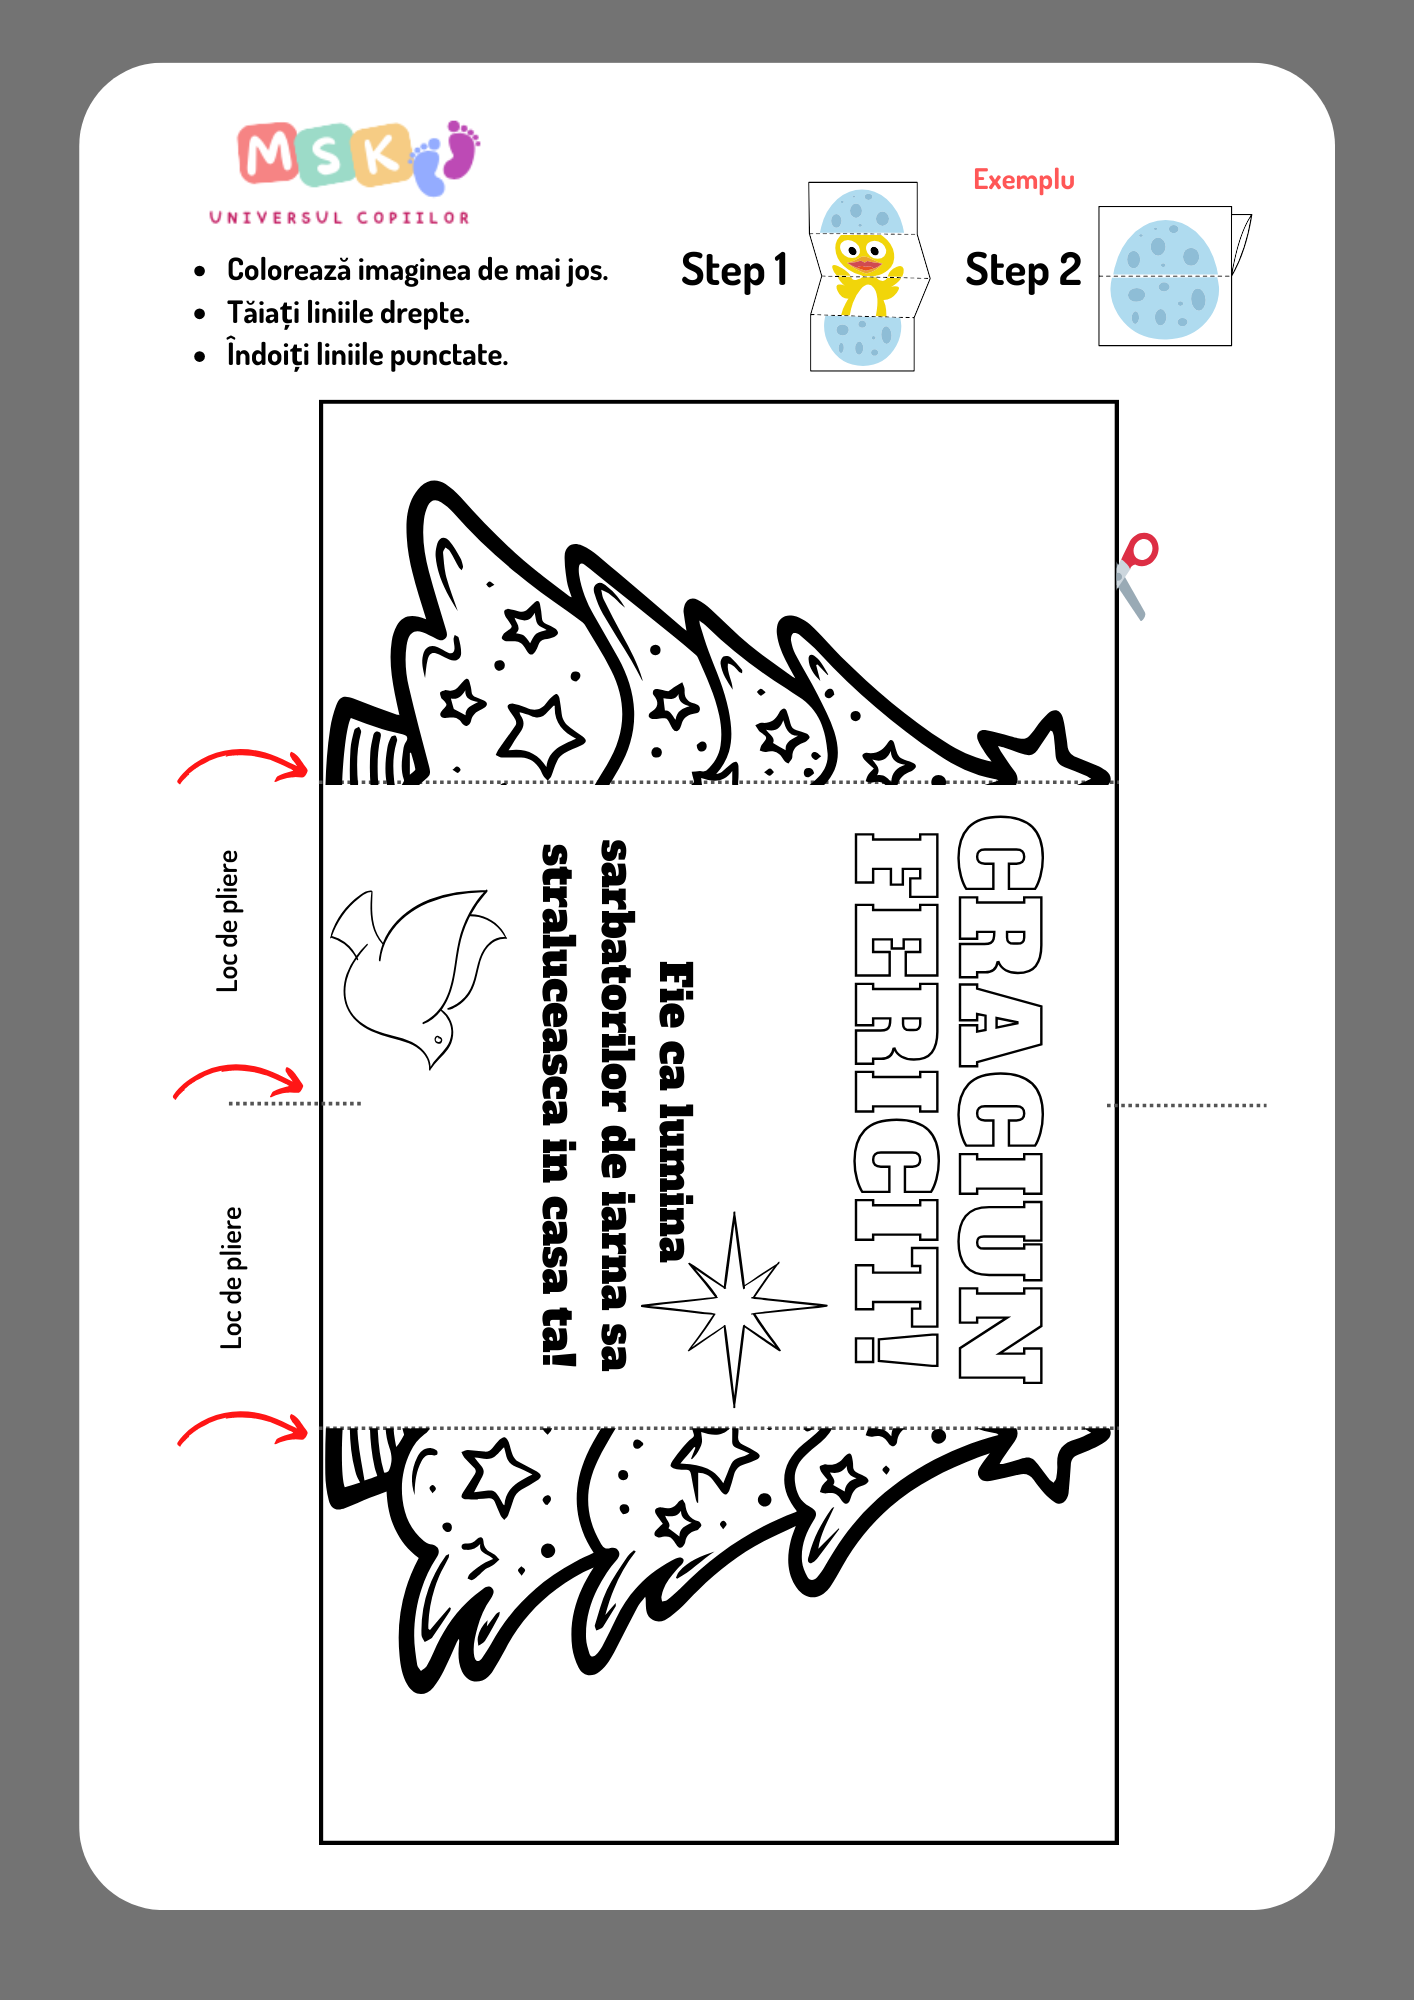 MSK
UNIVERSUL COPIILOR
Colorează imaginea de mai jos.
Tăiați liniile drepte.
Îndoiți liniile punctate.
Step 1
Exemplu
Step 2
Loc de pliere
Loc de pliere
CRACIUN
FERICIT!
Fie ca lumina
sarbatorilor de iarna sa
straluceasca in casa ta!